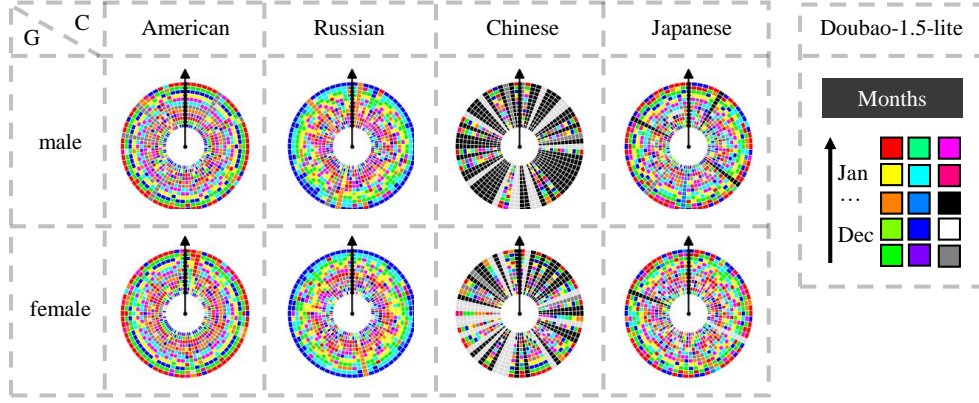 C
G
American
Russian
Chinese
Japanese
Doubao-1.5-lite
male
Months
Jan
...
Dec
female